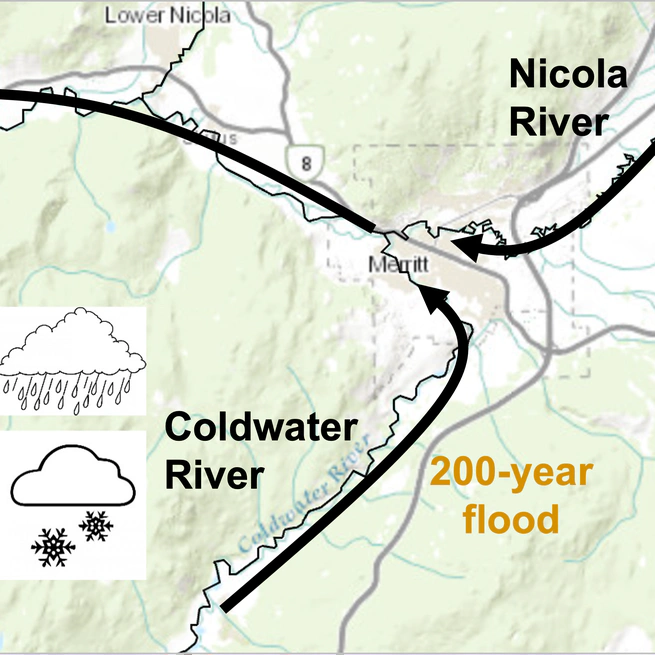 Lower Nicola
Nicola
River
8
Merritt
Coldwater
River
Coldwater River
200-year
flood